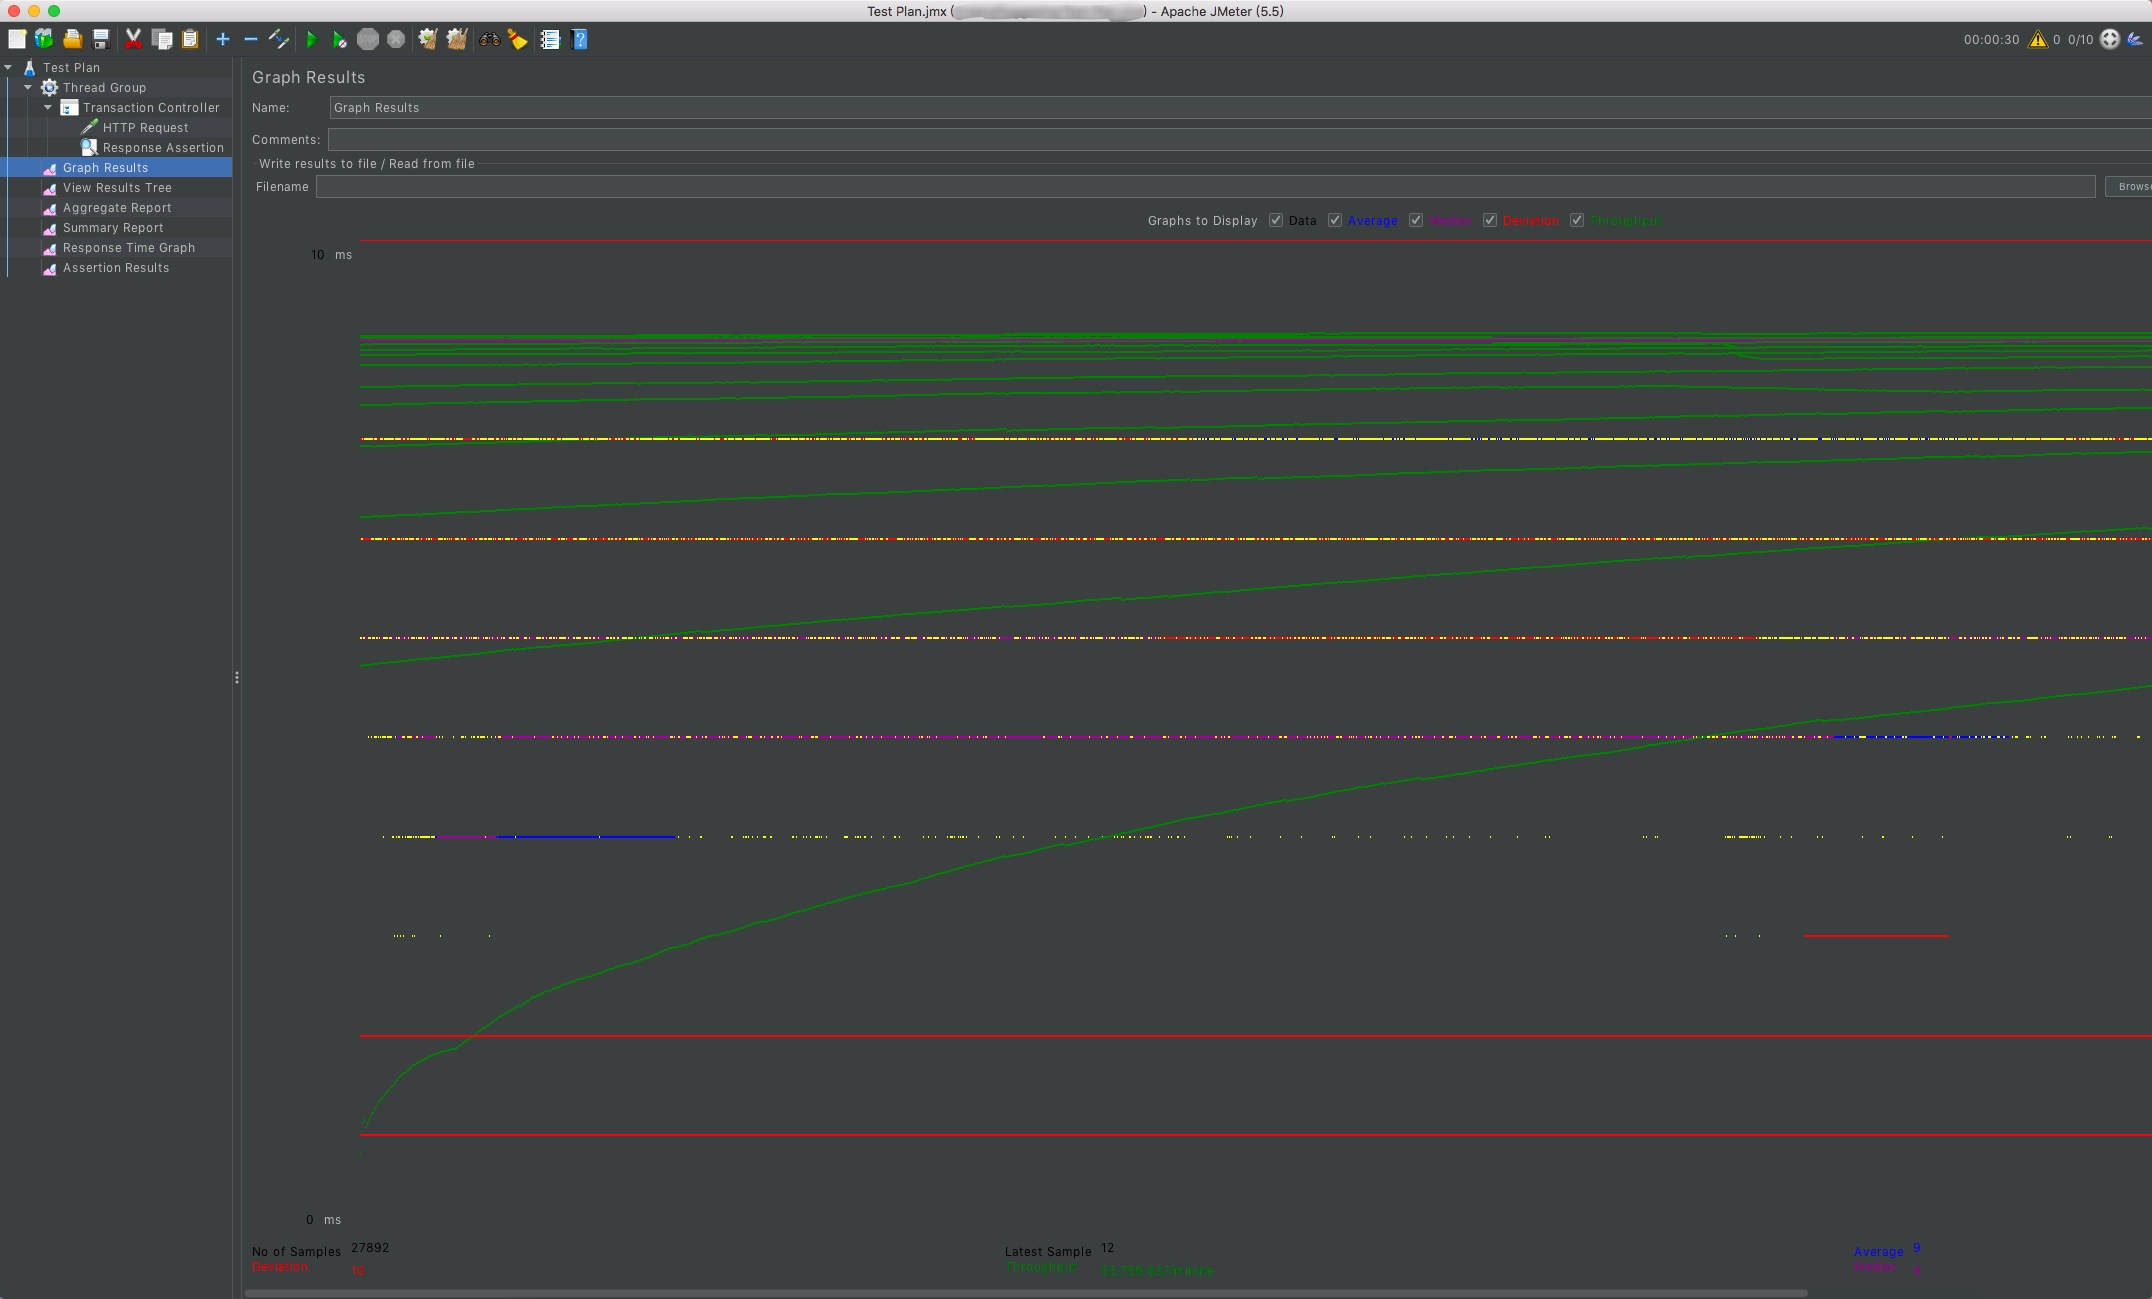 Test Plan.jmx ( ) - Apache JMeter (5.5)
STOP
00:00:30 0 0/10
Test Plan
Thread Group
Transaction Controller
HTTP Request
Response Assertion
Graph Results
View Results Tree
Aggregate Report
Summary Report
Response Time Graph
Assertion Results
Graph Results
Name: Graph Results
Comments:
Write results to file / Read from file
Filename Browse
Graphs to Display Data Average Median Deviation Throughput
10 ms
0 ms
No of Samples 27892 Latest Sample 12 Average 9
Deviation 10 Throughput Median